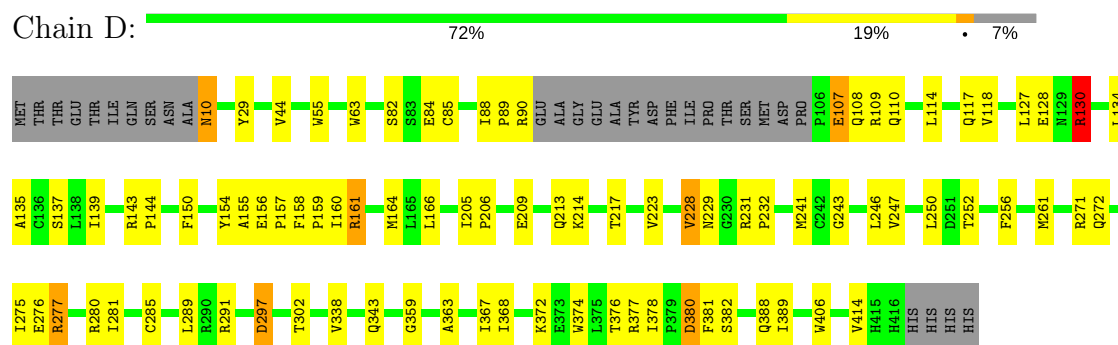 Chain D:
72% 19% • 7%
MET THR THR GLU THR ILE GLN SER ASN ALA N10 Y29 V44 W55 W63 S82 S83 E84 C85 I88 P89 R90 GLU ALA GLY GLU ALA TYR ASP PHE ILE PRO THR SER MET ASP PRO P106 E107 Q108 R109 Q110 L114 Q117 V118 L127 E128 N129 R130 L134
A135 C136 S137 L138 I139 R143 P144 F150 Y154 A155 E156 P157 F158 P159 I160 R161 M164 L165 L166 I205 P206 E209 Q213 K214 T217 V223 V228 N229 G230 R231 P232 M241 C242 G243 L246 V247 L250 D251 T252 F256 M261 R271 Q272
I275 E276 R277 R280 I281 C285 L289 R290 R291 D297 T302 V338 Q343 G359 A363 I367 I368 K372 E373 W374 L375 T376 R377 I378 P379 D380 F381 S382 Q388 I389 W406 V414 H415 H416 HIS HIS HIS HIS